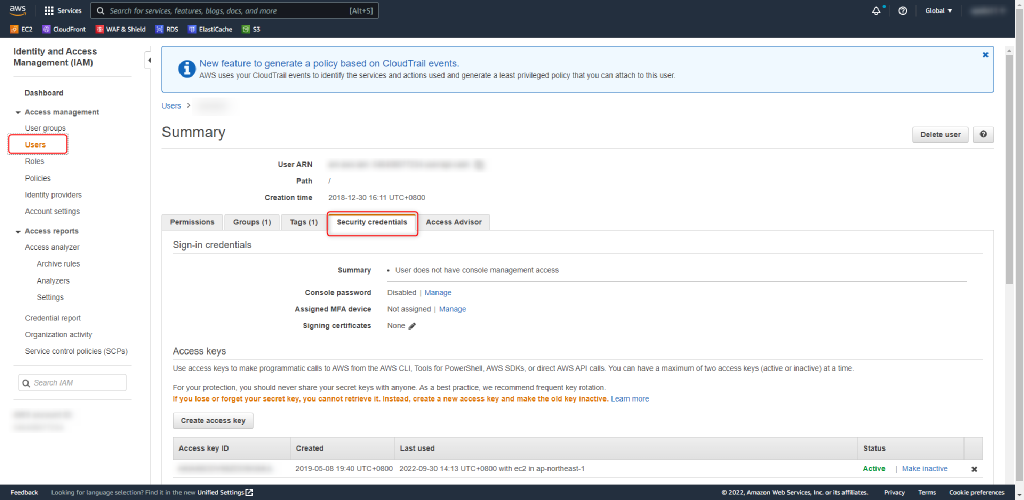 aws Services Search for services, features, blogs, docs, and more [Alt+S] Global
EC2 CloudFront WAF & Shield RDS ElastiCache S3
Identity and Access
Management (IAM)
Dashboard
Access management
User groups
Users
Roles
Policies
Identity providers
Account settings
Access reports
Access analyzer
Archive rules
Analyzers
Settings
Credential report
Organization activity
Service control policies (SCPs)
Search IAM
New feature to generate a policy based on CloudTrail events.
AWS uses your CloudTrail events to identify the services and actions used and generate a least privileged policy that you can attach to this user.
Users >
Summary
Delete user
User ARN
Path /
Creation time 2018-12-30 16:11 UTC+0800
Permissions Groups (1) Tags (1) Security credentials Access Advisor
Sign-in credentials
Summary • User does not have console management access
Console password Disabled | Manage
Assigned MFA device Not assigned | Manage
Signing certificates None
Access keys
Use access keys to make programmatic calls to AWS from the AWS CLI, Tools for PowerShell, AWS SDKs, or direct AWS API calls. You can have a maximum of two access keys (active or inactive) at a time.
For your protection, you should never share your secret keys with anyone. As a best practice, we recommend frequent key rotation.
If you lose or forget your secret key, you cannot retrieve it. Instead, create a new access key and make the old key inactive. Learn more
Create access key
Access key ID Created Last used Status
2019-05-08 19:40 UTC+0800 2022-09-30 14:13 UTC+0800 with ec2 in ap-northeast-1 Active | Make inactive
Feedback Looking for language selection? Find it in the new Unified Settings © 2022, Amazon Web Services, Inc. or its affiliates. Privacy Terms Cookie preferences